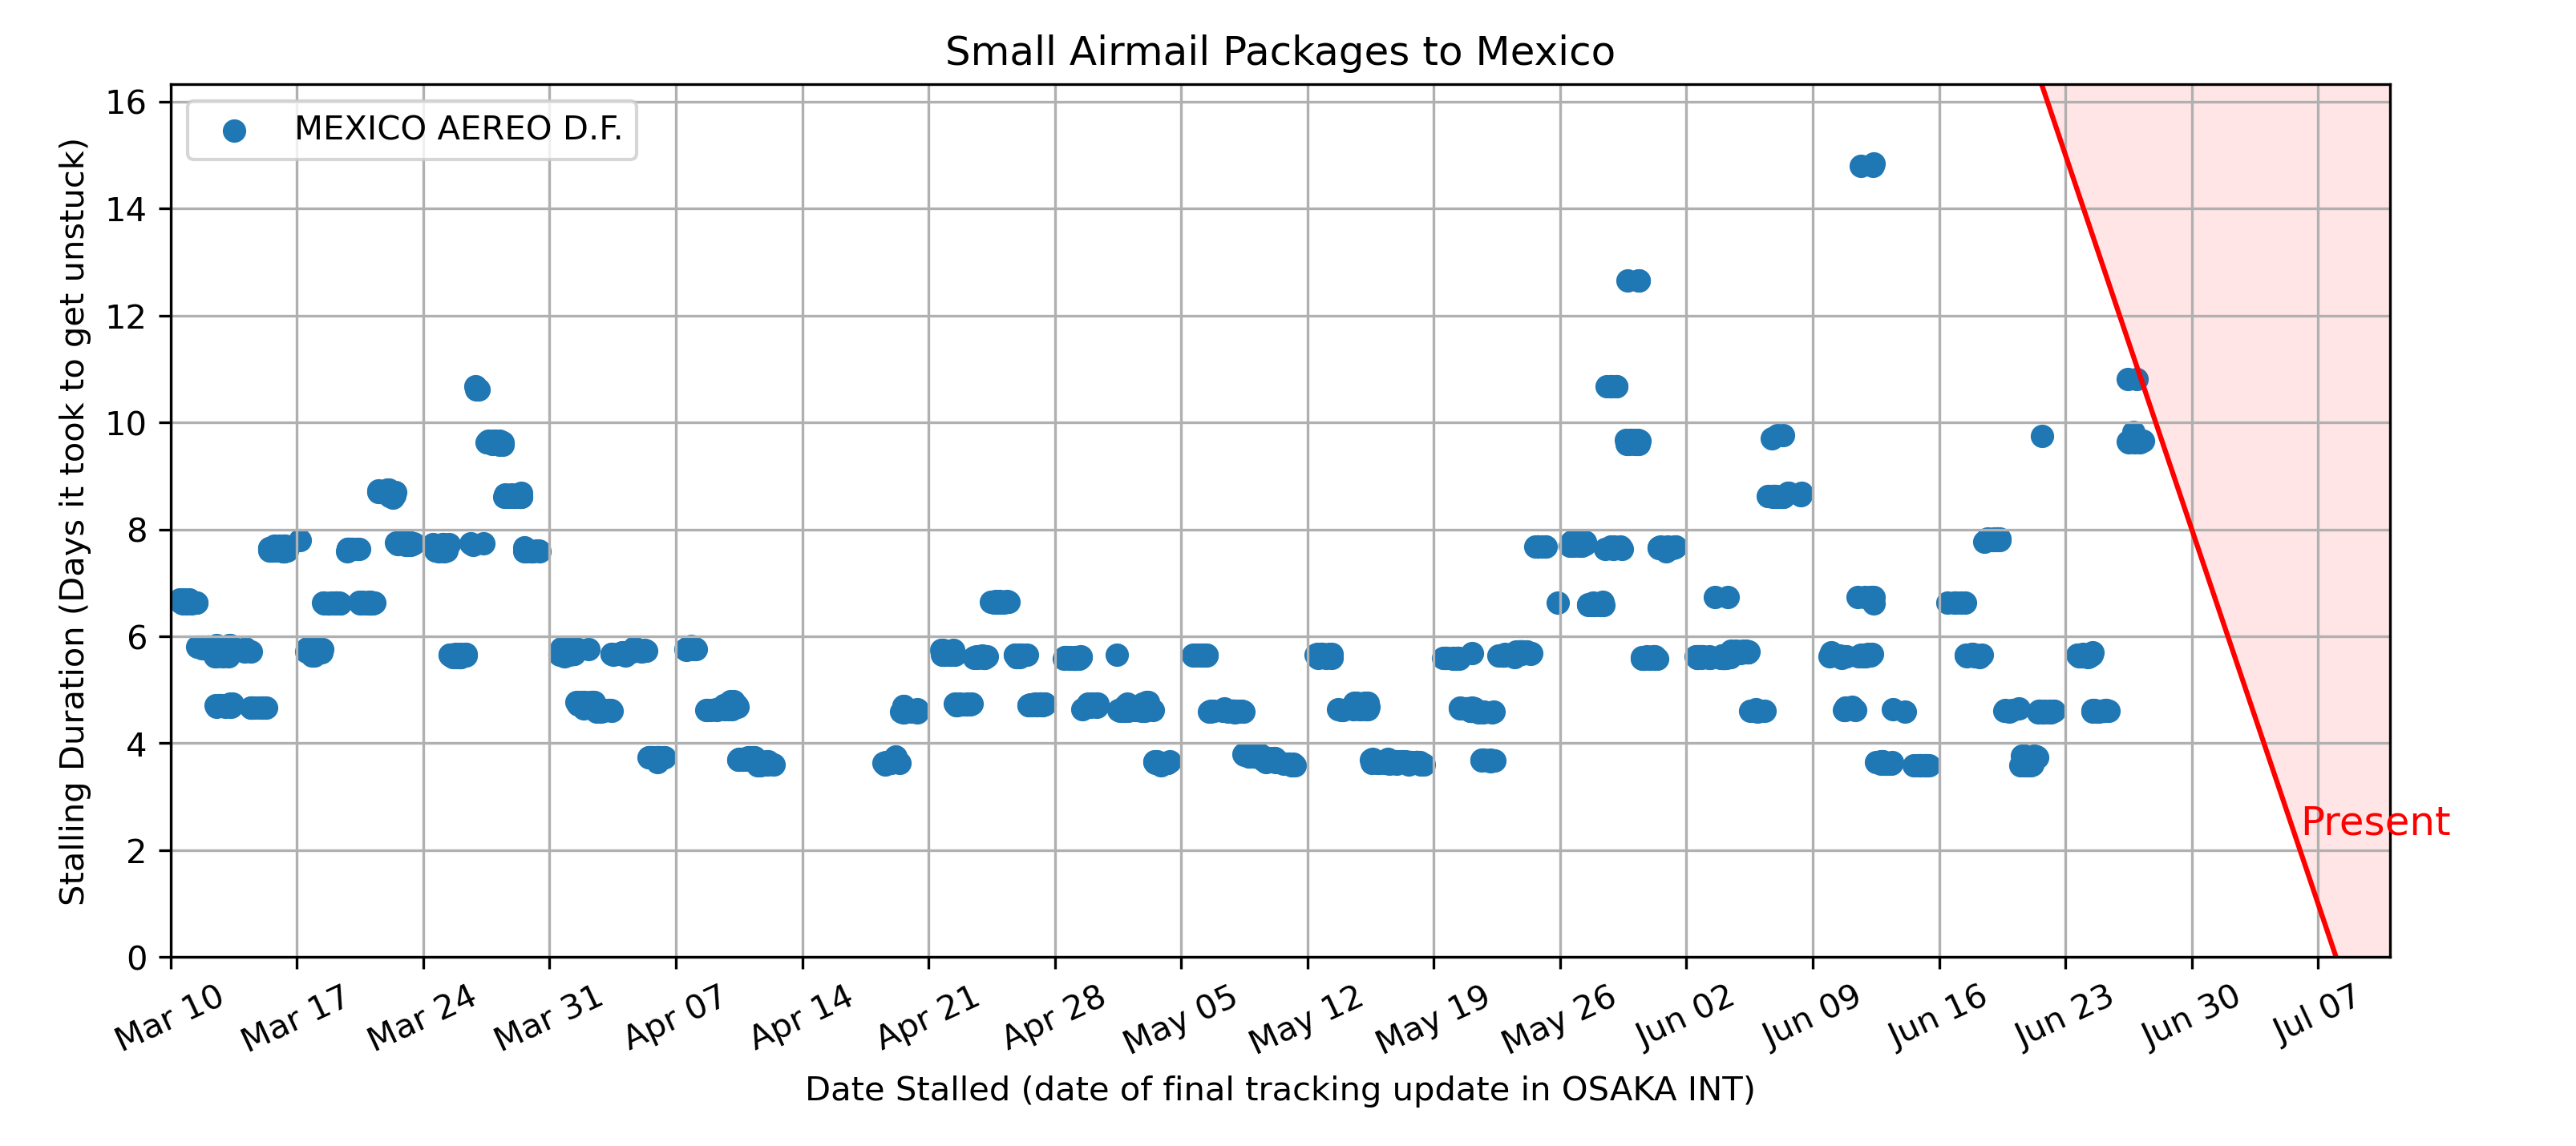 Small Airmail Packages to Mexico
MEXICO AEREO D.F.
Stalling Duration (Days it took to get unstuck)
16
14
12
10
8
6
4
2
0
Present
Mar 10
Mar 17
Mar 24
Mar 31
Apr 07
Apr 14
Apr 21
Apr 28
May 05
May 12
May 19
May 26
Jun 02
Jun 09
Jun 16
Jun 23
Jun 30
Jul 07
Date Stalled (date of final tracking update in OSAKA INT)